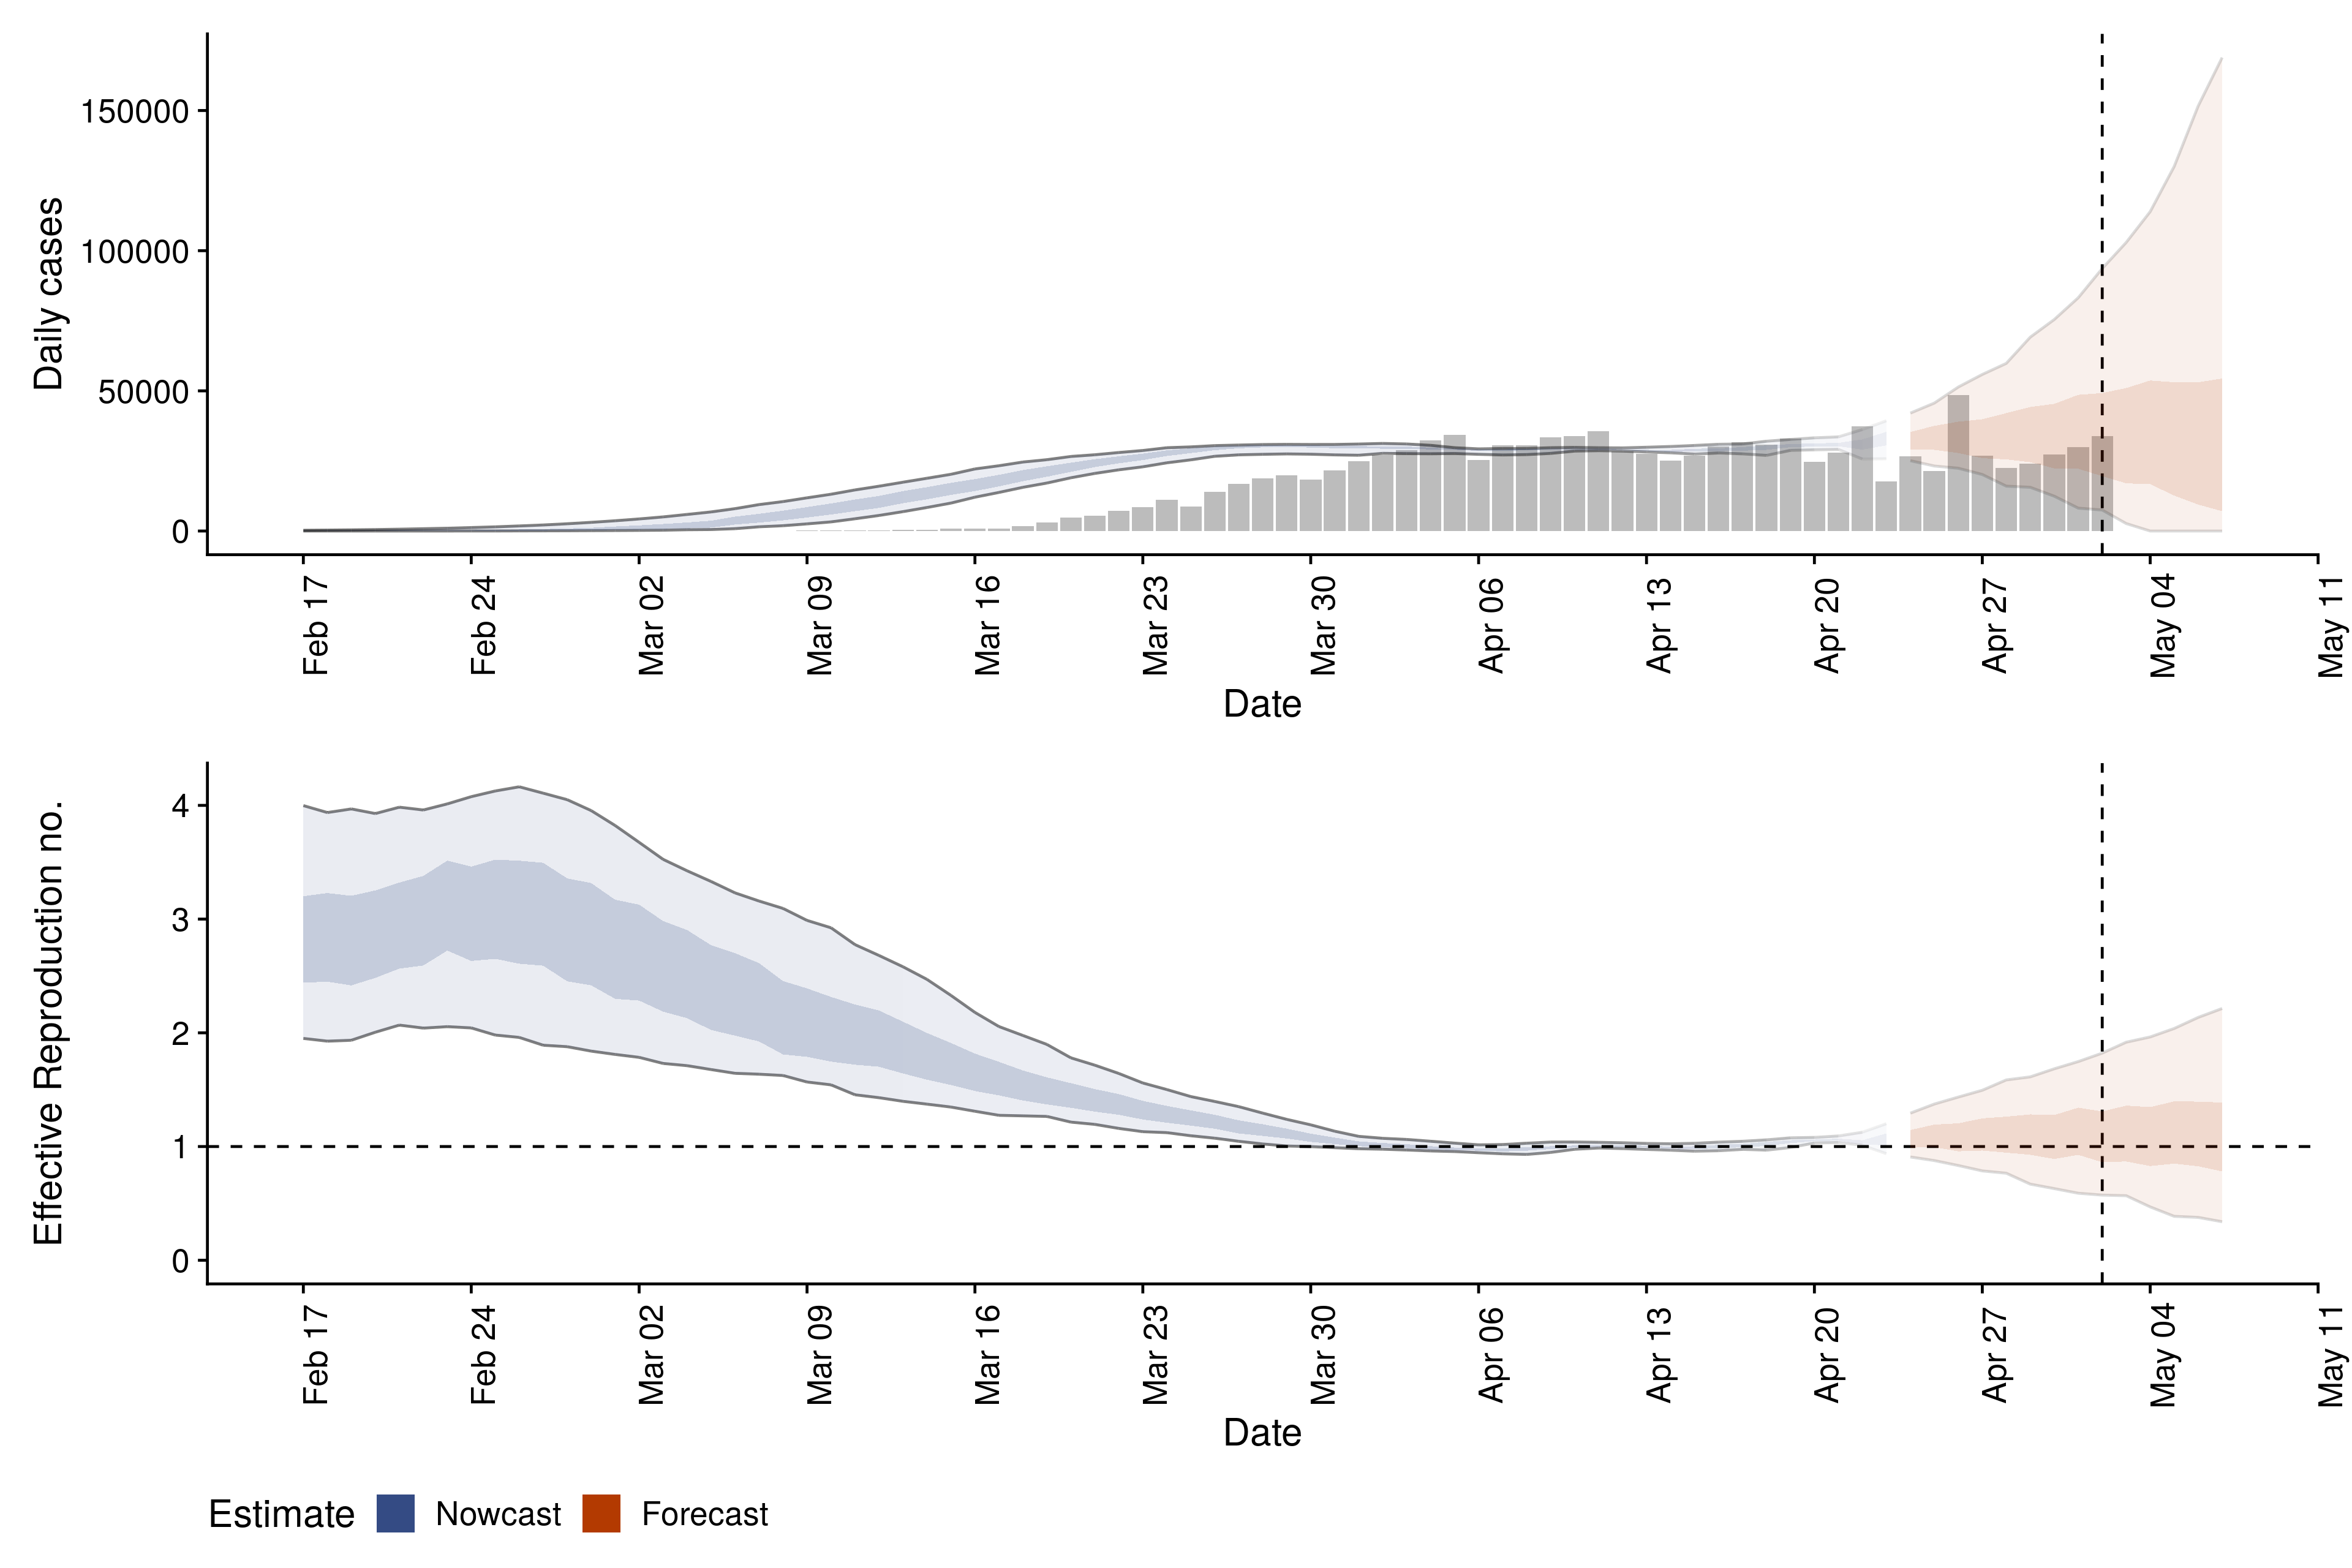 Daily cases
150000
100000
50000
0
Feb 17
Feb 24
Mar 02
Mar 09
Mar 16
Mar 23
Mar 30
Apr 06
Apr 13
Apr 20
Apr 27
May 04
May 11
Date
Effective Reproduction no.
4
3
2
1
0
Feb 17
Feb 24
Mar 02
Mar 09
Mar 16
Mar 23
Mar 30
Apr 06
Apr 13
Apr 20
Apr 27
May 04
May 11
Date
Estimate Nowcast Forecast